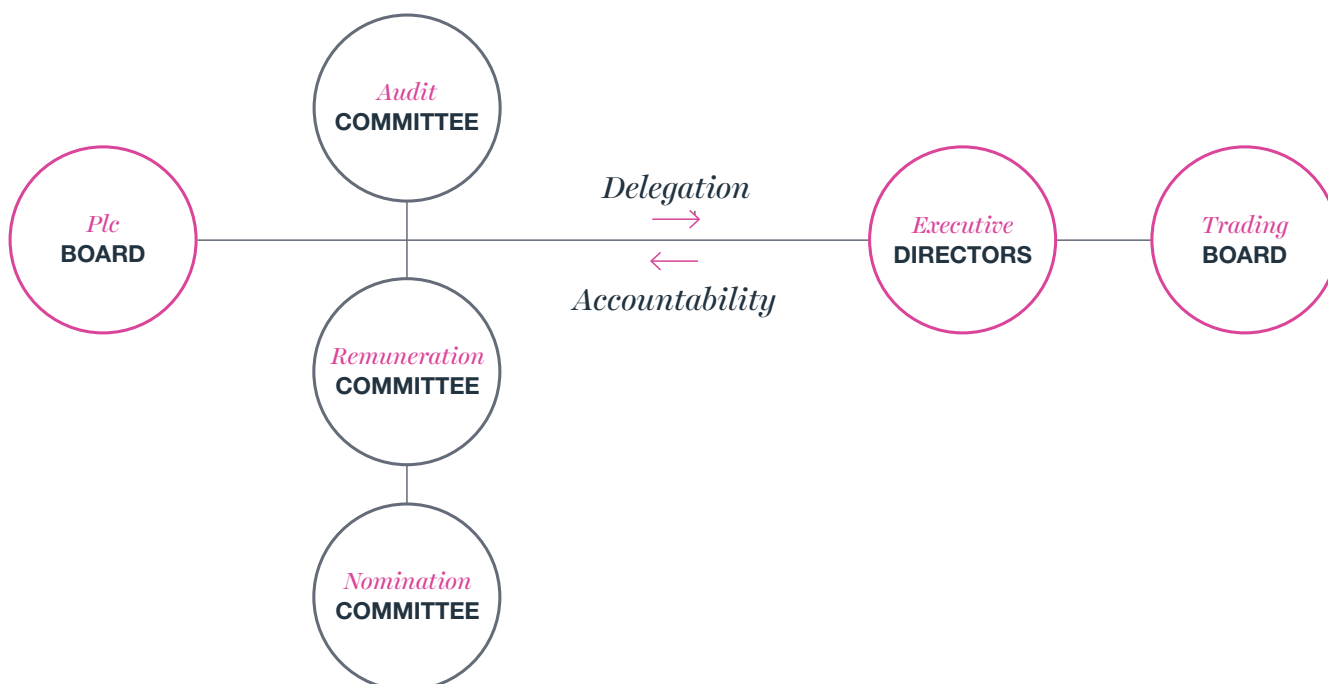 Audit
COMMITTEE
Plc
BOARD
Delegation
Accountability
Executive
DIRECTORS
Trading
BOARD
Remuneration
COMMITTEE
Nomination
COMMITTEE